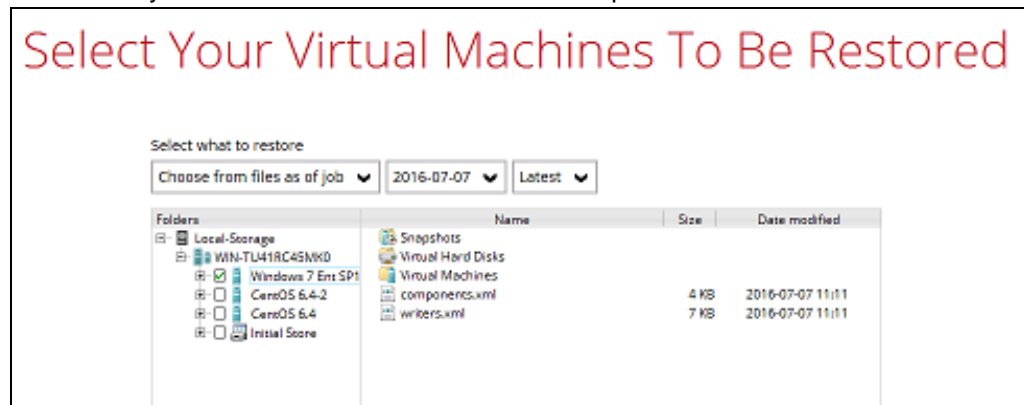 Select Your Virtual Machines To Be Restored
Select what to restore
Choose from files as of job 2016-07-07 Latest
Folders Name Size Date modified
Local-Storage Snapshots
WIN-TU41RC45MK0 Virtual Hard Disks
Windows 7 Ent SP1 Virtual Machines
CentOS 6.4-2 components.xml 4 KB 2016-07-07 11:11
CentOS 6.4 writers.xml 7 KB 2016-07-07 11:11
Initial Store